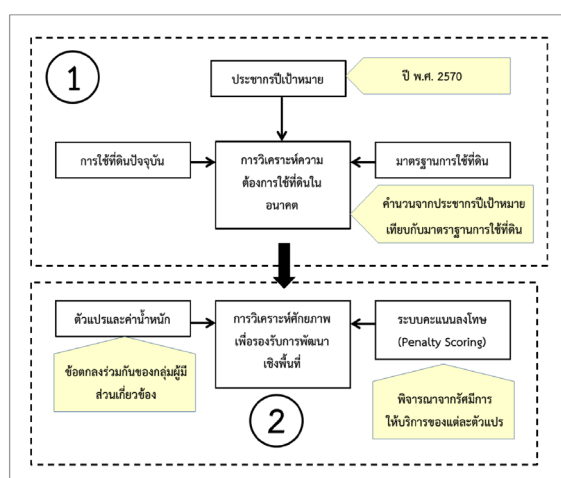 1
ประชากรปีเป้าหมาย
ปี พ.ศ. 2570
การใช้ที่ดินปัจจุบัน
การวิเคราะห์ความ
ต้องการใช้ที่ดินใน
อนาคต
มาตรฐานการใช้ที่ดิน
คำนวนจากประชากรปีเป้าหมาย
เทียบกับมาตราฐานการใช้ที่ดิน
ตัวแปรและค่าน้ำหนัก
การวิเคราะห์ศักยภาพ
เพื่อรองรับการพัฒนา
เชิงพื้นที่
ระบบคะแนนลงโทษ
(Penalty Scoring)
ข้อตกลงร่วมกันของกลุ่มผู้มี
ส่วนเกี่ยวข้อง
พิจารณาจากรัศมีการ
ให้บริการของแต่ละตัวแปร
2